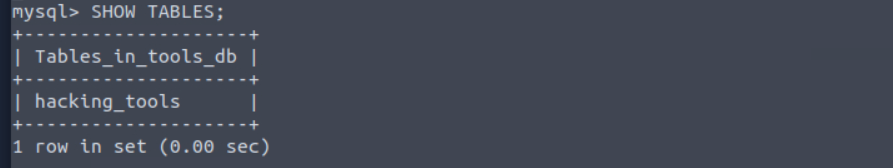 mysql> SHOW TABLES;
+--------------------+
| Tables_in_tools_db |
+--------------------+
| hacking_tools      |
+--------------------+
1 row in set (0.00 sec)